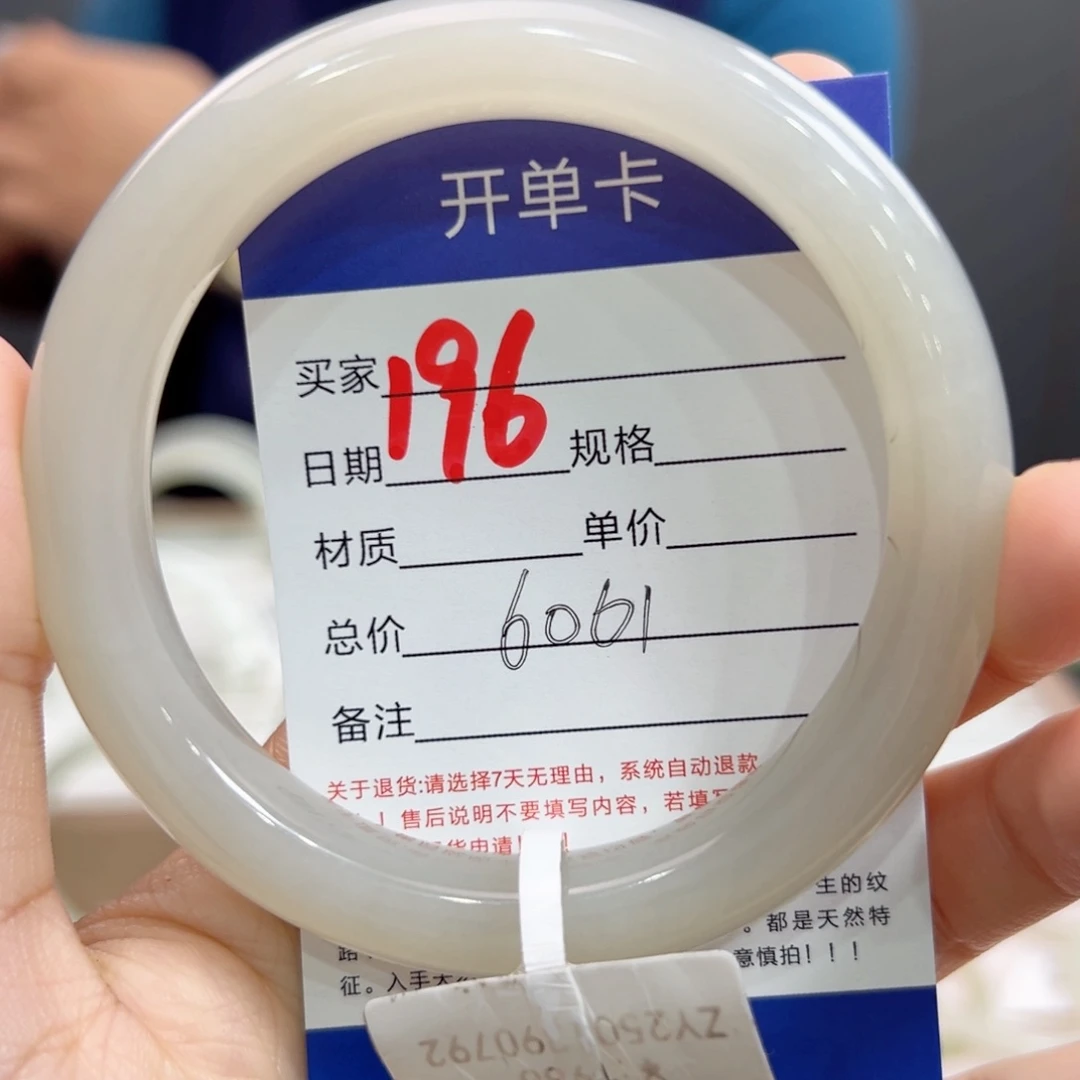 开单卡
买家 196
日期 规格
材质 单价
总价 6061
备注
关于退货:请选择7天无理由，系统自动退款
！售后说明不要填写内容，若填写
货申请！
生的纹
。都是天然特
意慎拍！！！
征。入手